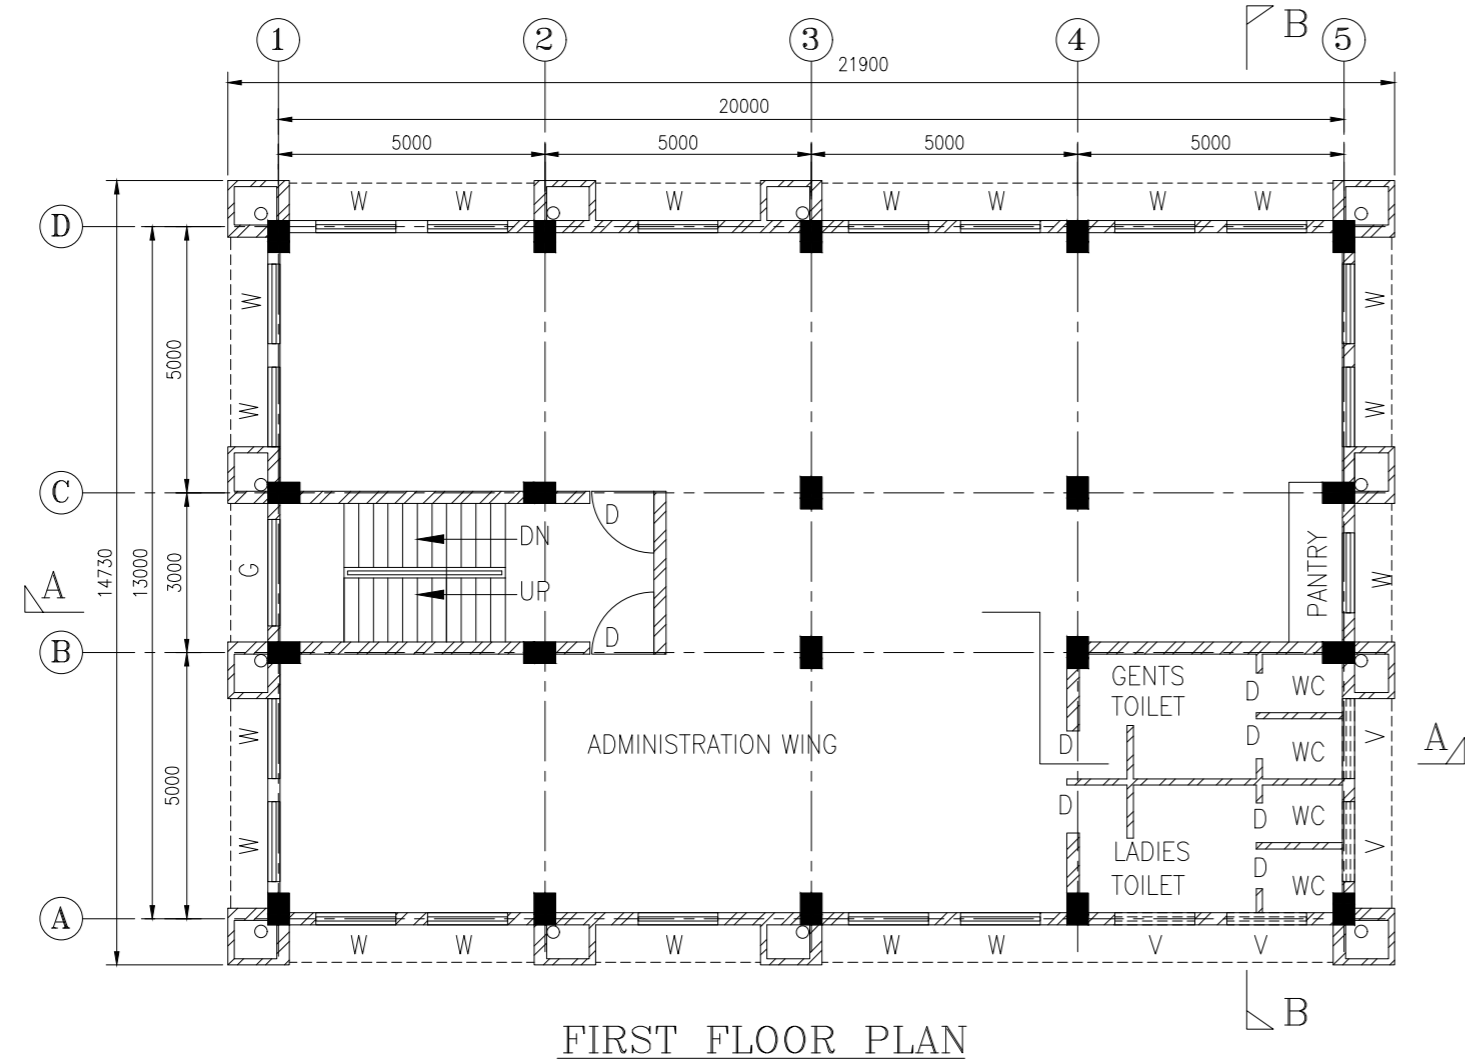 1 2 3 4 5 B
21900
20000
5000 5000 5000 5000
W W W W W W W
D
W W
5000
W W
C
D
DN
14730 13000 3000 G PANTRY W
A UP
D
B
GENTS WC
TOILET D
W ADMINISTRATION WING D D WC V A
5000
D D WC
W LADIES V
TOILET D WC
A
W W W W W V V
B
FIRST FLOOR PLAN